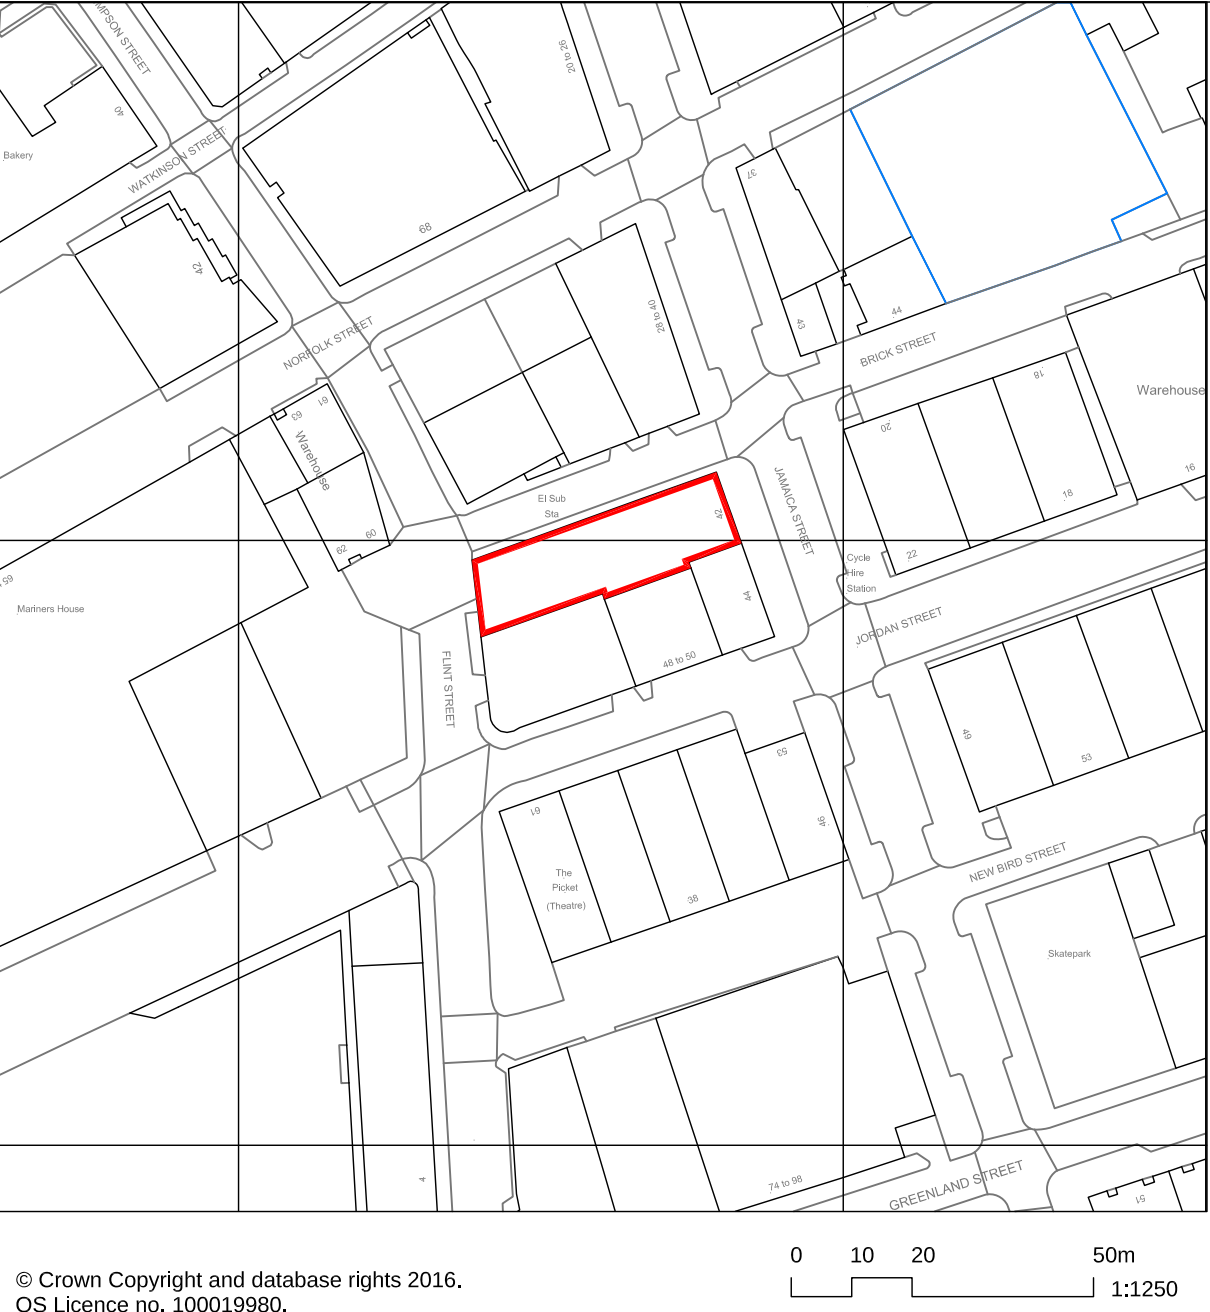 MPSON STREET
20 to 26
40
Bakery
WATKINSON STREET
37
68
42
28 to 40
43
44
NORFOLK STREET
BRICK STREET
18
Warehouse
61
63
Warehouse
20
16
JAMAICA STREET
18
El Sub
Sta
42
60
62
22
Cycle
Hire
Station
65
Mariners House
44
JORDAN STREET
FLINT STREET
48 to 50
49
53
53
61
46
NEW BIRD STREET
The
Picket
(Theatre)
38
Skatepark
4
74 to 98
GREENLAND STREET
51
0 10 20 50m
1:1250
© Crown Copyright and database rights 2016.
OS Licence no. 100019980.